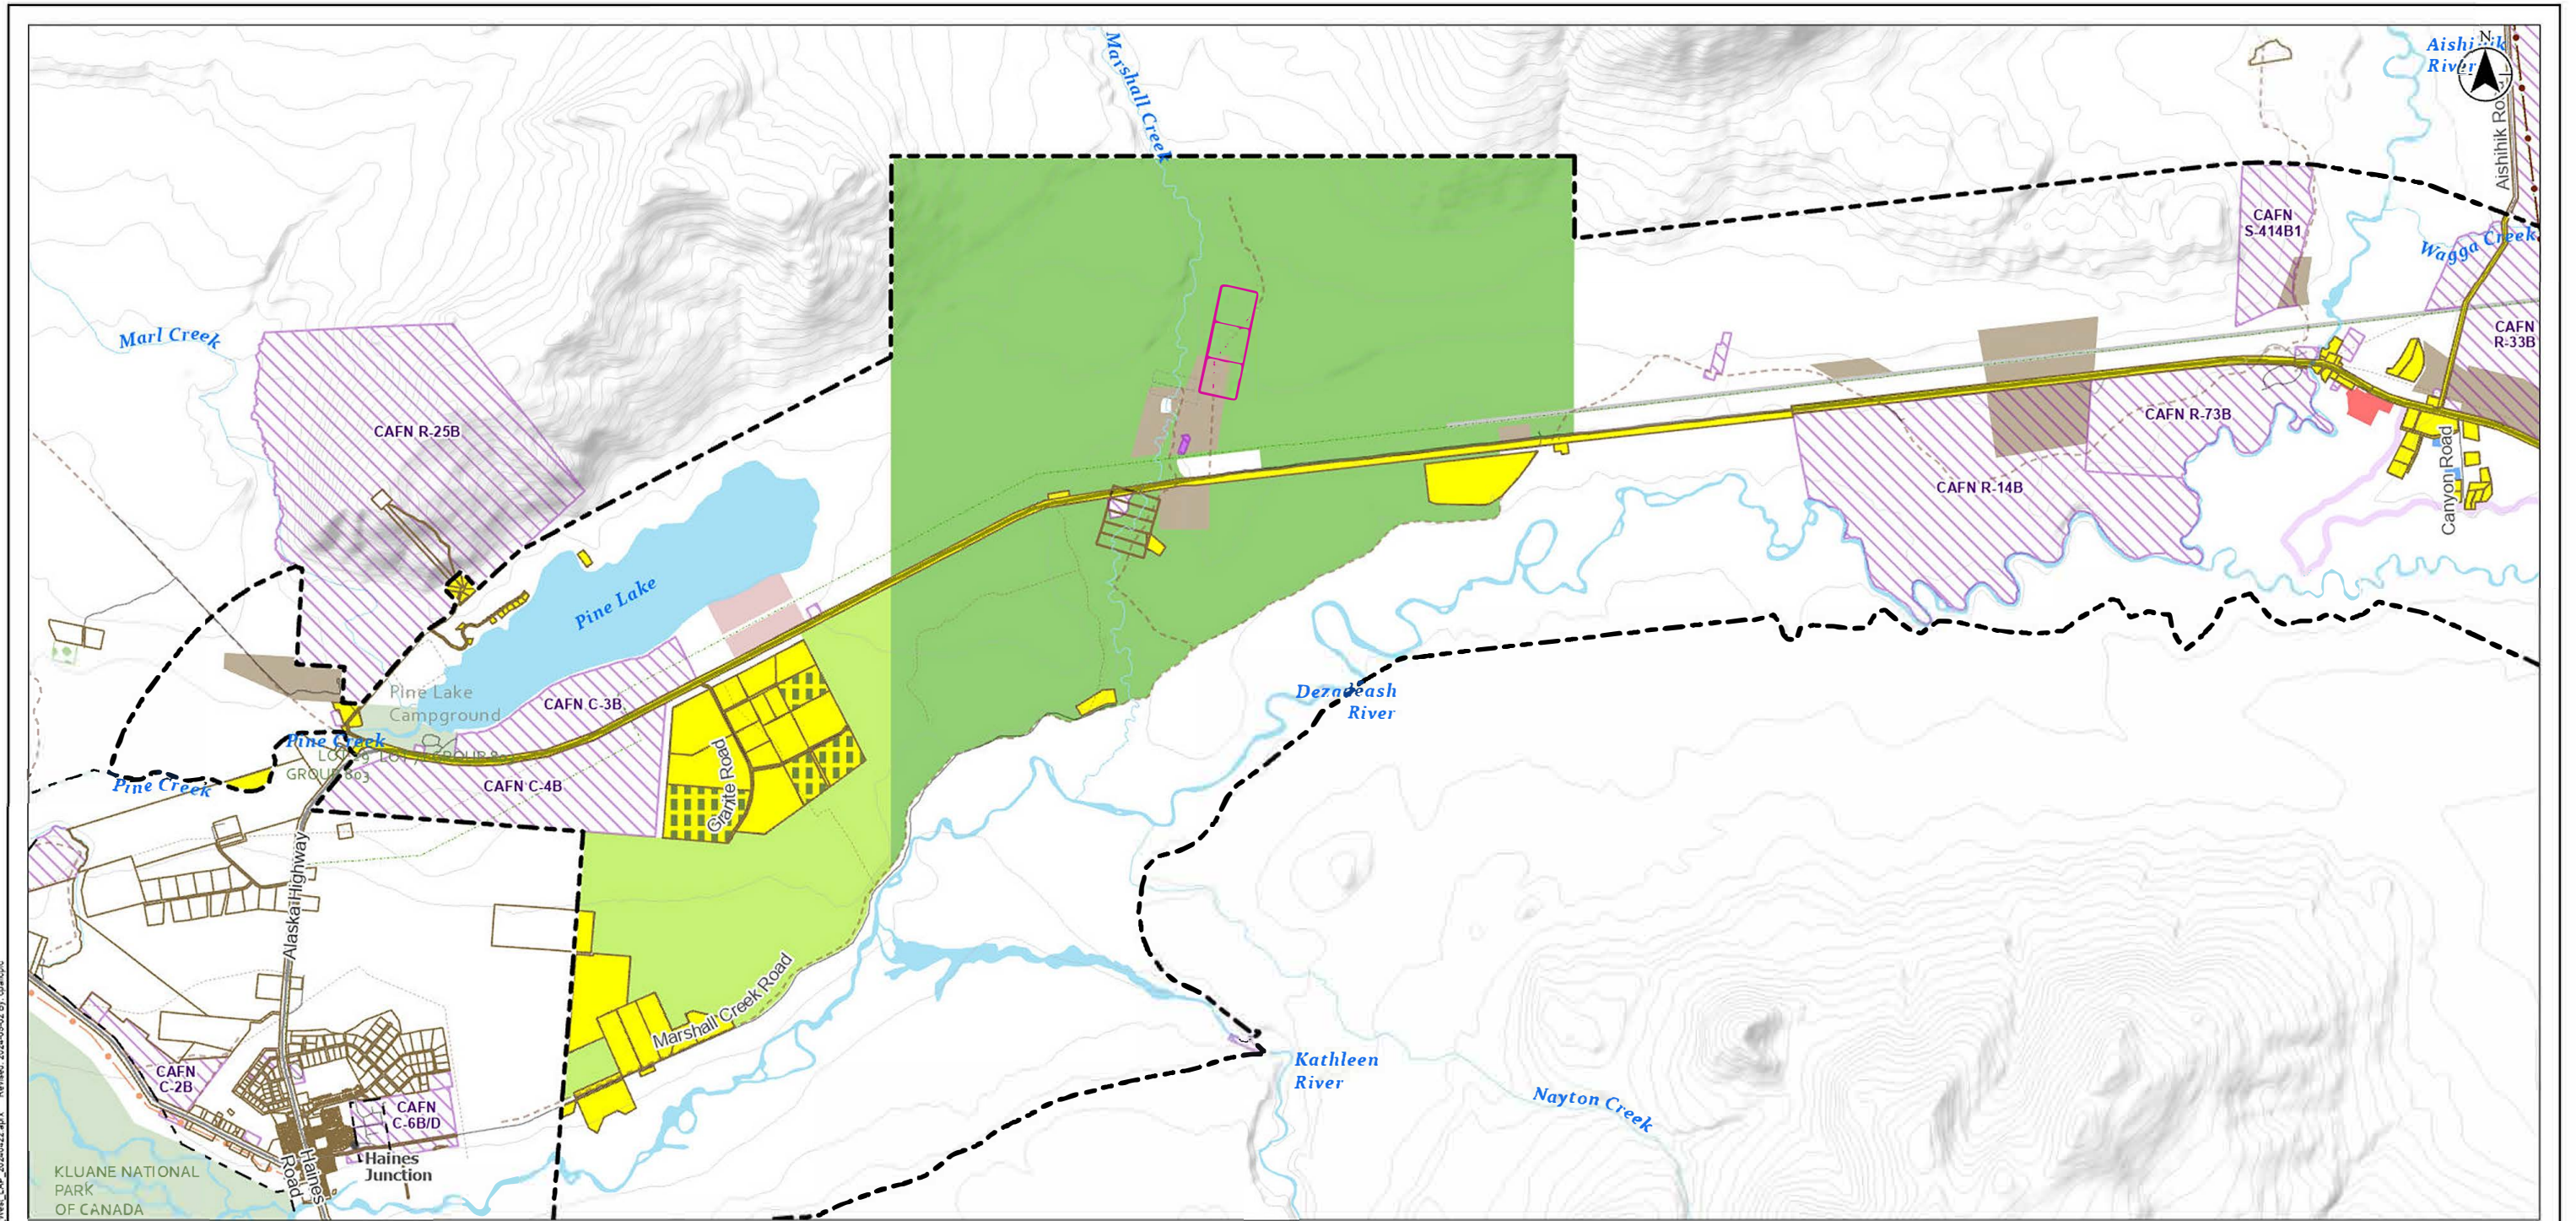 Marshall Creek
Aishihik
River
N
Aishihik Road
CAFN
S-414B1
Wagga Creek
CAFN
R-33B
Marl Creek
CAFN R-25B
CAFN R-73B
CAFN R-14B
Canyon Road
Pine Lake
Pine Lake
Campground
CAFN C-3B
Dezadeash
River
Pine Creek
GROUP 803
Pine Creek
CAFN C-4B
Granite Road
Alaska Highway
Marshall Creek Road
Kathleen
River
Nayton Creek
CAFN
C-2B
CAFN
C-6B/D
Haines
Junction
Haines
Road
KLUANE NATIONAL
PARK
OF CANADA